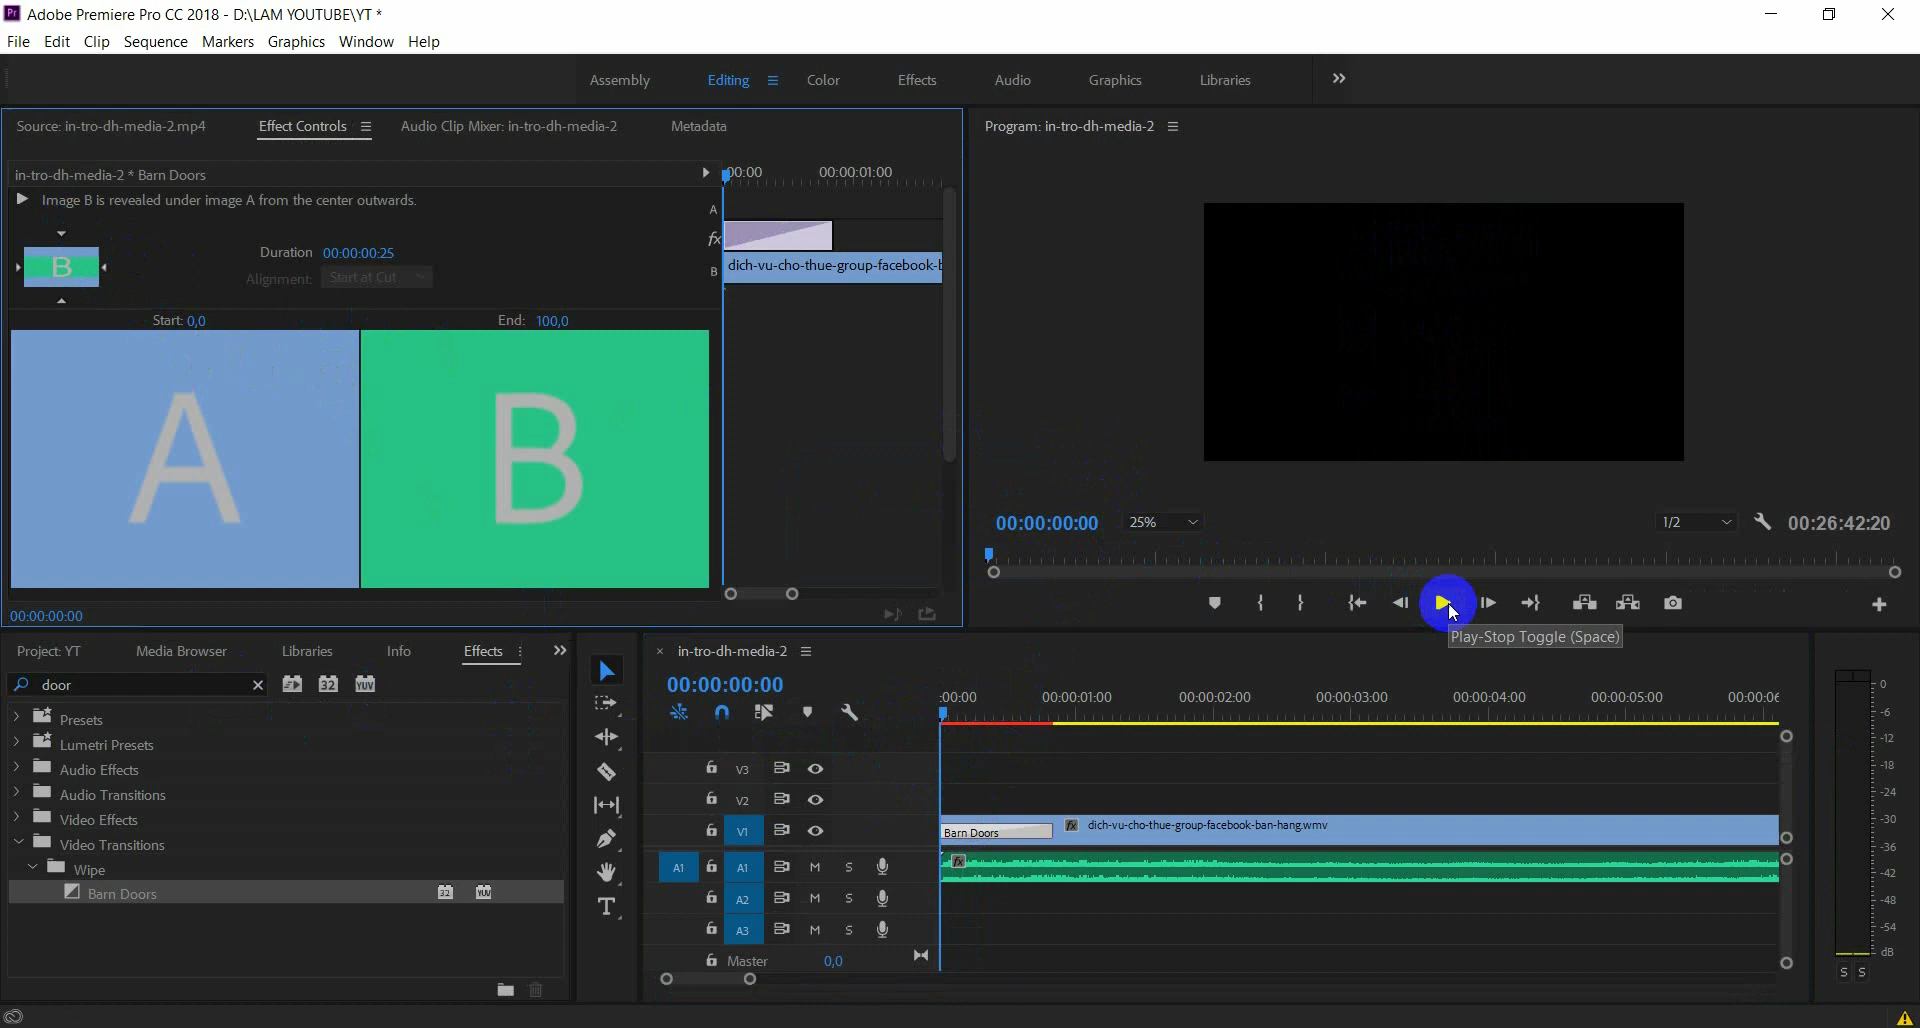 Adobe Premiere Pro CC 2018 - D:\LAM YOUTUBE\YT *
File Edit Clip Sequence Markers Graphics Window Help
Assembly Editing Color Effects Audio Graphics Libraries
Source: in-tro-dh-media-2.mp4 Effect Controls Audio Clip Mixer: in-tro-dh-media-2 Metadata
Program: in-tro-dh-media-2
in-tro-dh-media-2 * Barn Doors
:00:00 00:00:01:00
Image B is revealed under image A from the center outwards.
A
fx
B
Duration 00:00:00:25
B
dich-vu-cho-thue-group-facebook-b
Alignment: Start at Cut
Start: 0,0 End: 100,0
A B
00:00:00:00 25% 1/2 00:26:42:20
00:00:00:00
Play-Stop Toggle (Space)
Project: YT Media Browser Libraries Info Effects
door
32 YUV
Presets
Lumetri Presets
Audio Effects
Audio Transitions
Video Effects
Video Transitions
Wipe
Barn Doors 32 YUV
T
in-tro-dh-media-2
00:00:00:00
:00:00 00:00:01:00 00:00:02:00 00:00:03:00 00:00:04:00 00:00:05:00 00:00:06
V3
V2
V1
Barn Doors fx dich-vu-cho-thue-group-facebook-ban-hang.wmv
A1 A1 M S fx
A2 M S
A3 M S
Master 0,0
0
-6
-12
-18
-24
-30
-36
-42
-48
-54
dB
S S